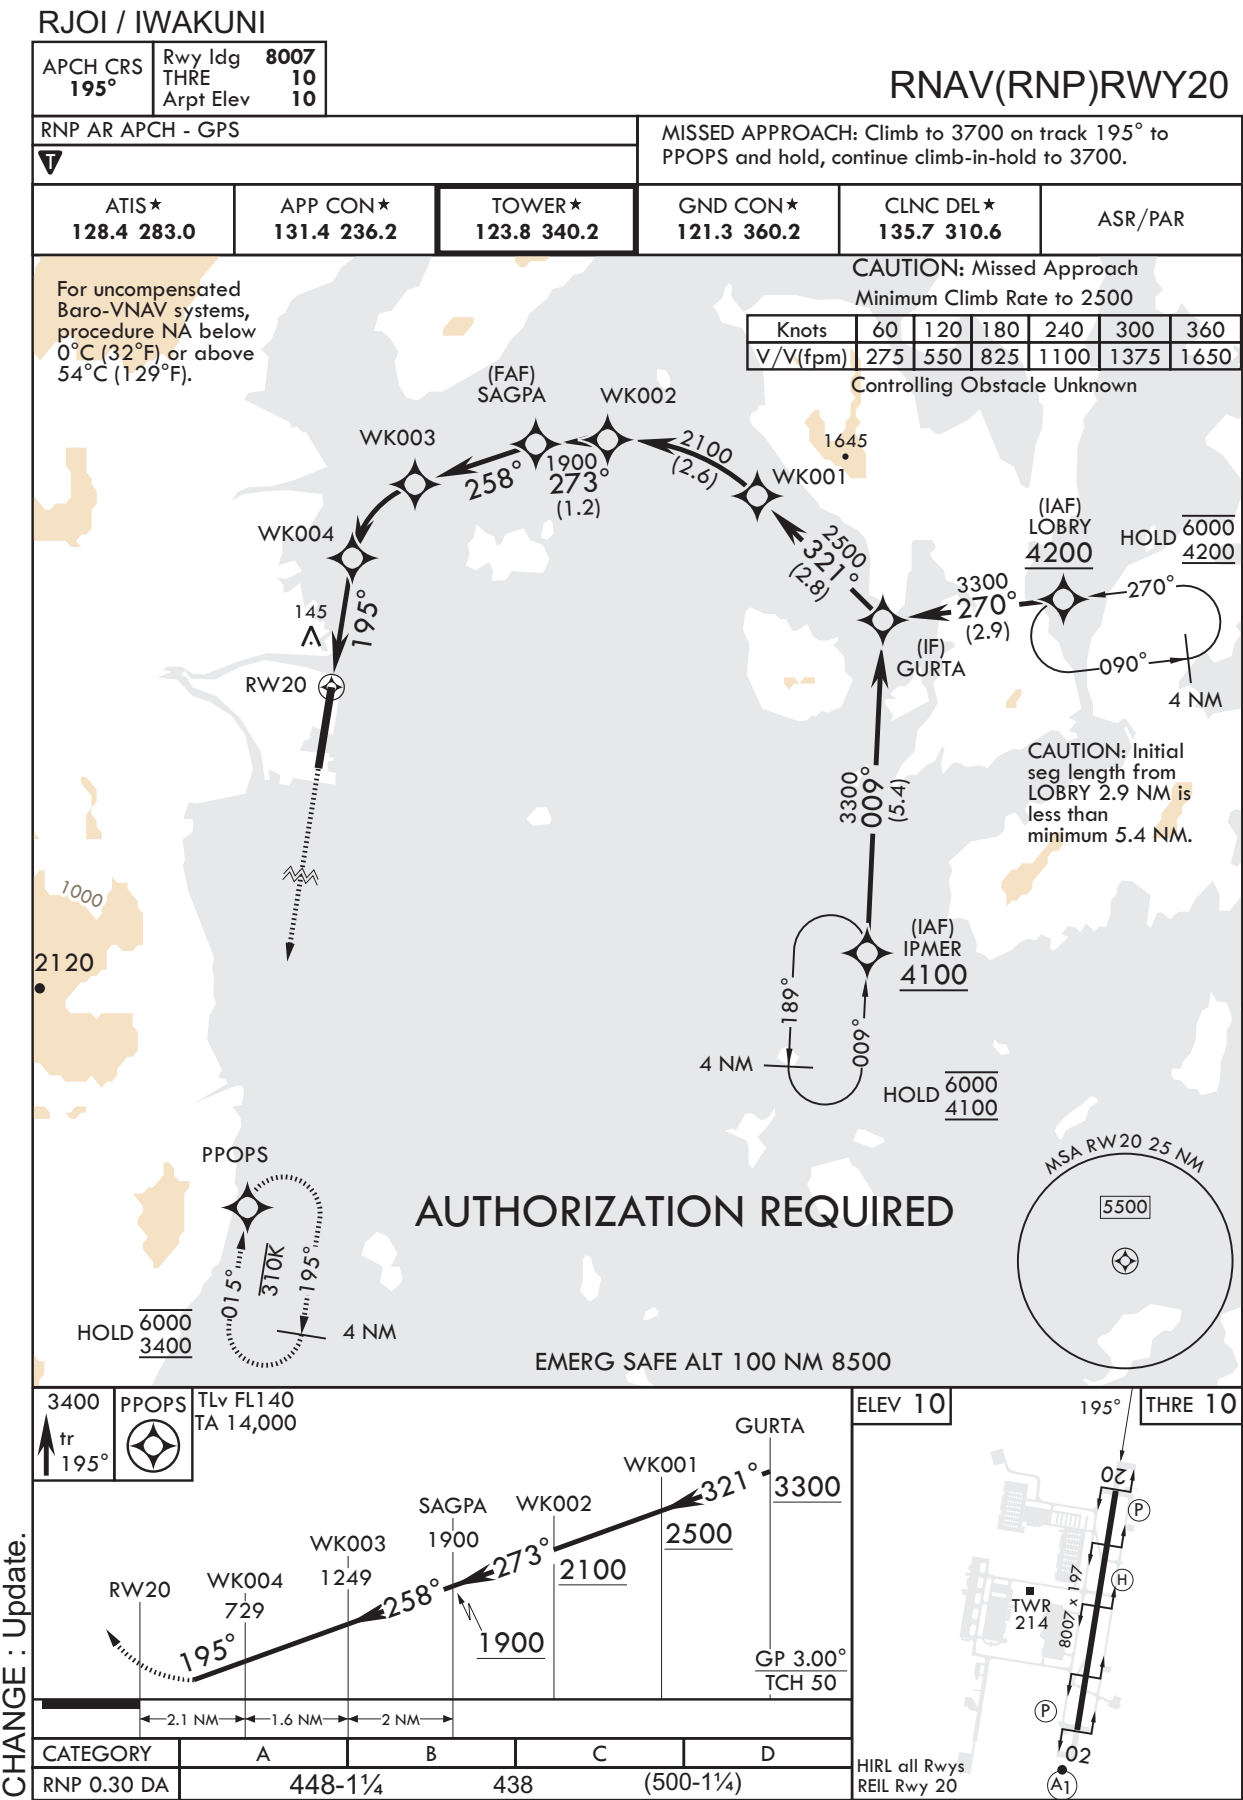 RJOI / IWAKUNI
APCH CRS
195°
Rwy ldg 8007
THRE 10
Arpt Elev 10
RNAV(RNP)RWY20
RNP AR APCH - GPS
T
MISSED APPROACH: Climb to 3700 on track 195° to
PPOPS and hold, continue climb-in-hold to 3700.
ATIS★
128.4 283.0
APP CON★
131.4 236.2
TOWER★
123.8 340.2
GND CON★
121.3 360.2
CLNC DEL★
135.7 310.6
ASR/PAR
For uncompensated
Baro-VNAV systems,
procedure NA below
0°C (32°F) or above
54°C (129°F).
CAUTION: Missed Approach
Minimum Climb Rate to 2500
Knots 60 120 180 240 300 360
V/V(fpm) 275 550 825 1100 1375 1650
Controlling Obstacle Unknown
(FAF)
SAGPA
WK002
WK003
1645
2100
(2.6)
WK001
258°
1900
273°
(1.2)
WK004
2500
321°
(2.8)
(IAF)
LOBRY
4200
HOLD 6000
4200
145
195°
3300
270°
(2.9)
270°
090°
4 NM
(IF)
GURTA
RW20
CAUTION: Initial
seg length from
LOBRY 2.9 NM is
less than
minimum 5.4 NM.
3300
009°
(5.4)
1000
2120
(IAF)
IPMER
4100
189°
009°
4 NM
HOLD 6000
4100
PPOPS
015°
310K
195°
HOLD 6000
3400
4 NM
AUTHORIZATION REQUIRED
MSA RW20 25 NM
5500
EMERG SAFE ALT 100 NM 8500
3400
tr
195°
PPOPS
TLv FL140
TA 14,000
GURTA
WK001
321°
3300
SAGPA
1900
WK002
2500
WK003
1249
273°
2100
RW20
WK004
729
258°
1900
195°
GP 3.00°
TCH 50
2.1 NM
1.6 NM
2 NM
CATEGORY A B C D
RNP 0.30 DA 448-1¼ 438 (500-1¼)
ELEV 10
195°
THRE 10
20
P
H
TWR
214
8007 x 197
P
02
A1
HIRL all Rwys
REIL Rwy 20
CHANGE : Update.